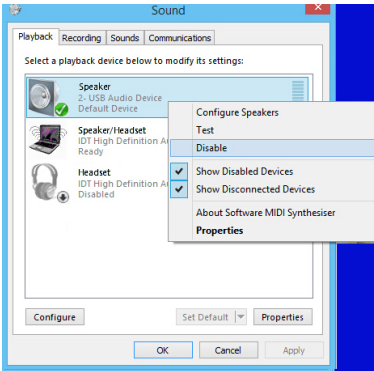 Sound
Playback Recording Sounds Communications
Select a playback device below to modify its settings:
Speaker
2- USB Audio Device
Default Device
Speaker/Headset
IDT High Definition A
Ready
Headset
IDT High Definition A
Disabled
Configure Speakers
Test
Disable
Show Disabled Devices
Show Disconnected Devices
About Software MIDI Synthesiser
Properties
Configure
Set Default
Properties
OK
Cancel
Apply